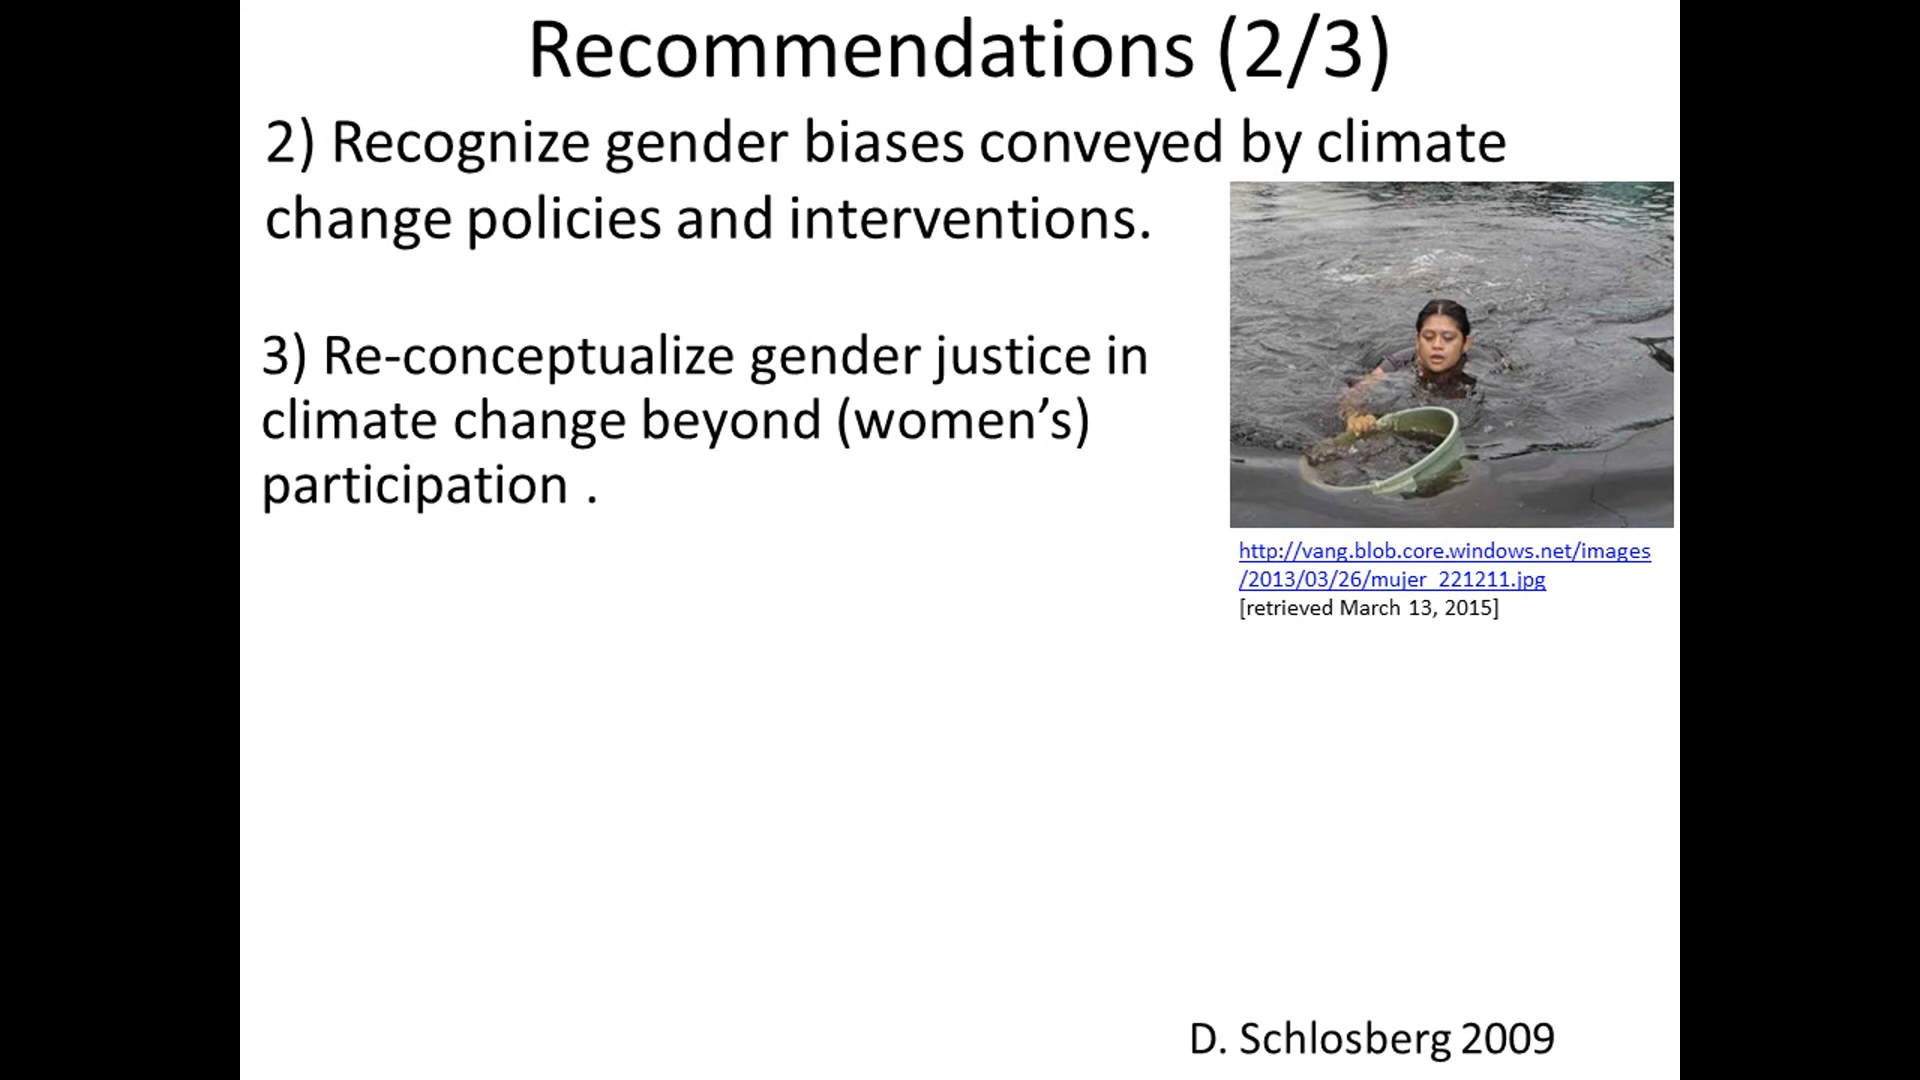 Recommendations (2/3)
2) Recognize gender biases conveyed by climate
change policies and interventions.
3) Re-conceptualize gender justice in
climate change beyond (women’s)
participation .
http://vang.blob.core.windows.net/images
/2013/03/26/mujer_221211.jpg
[retrieved March 13, 2015]
D. Schlosberg 2009